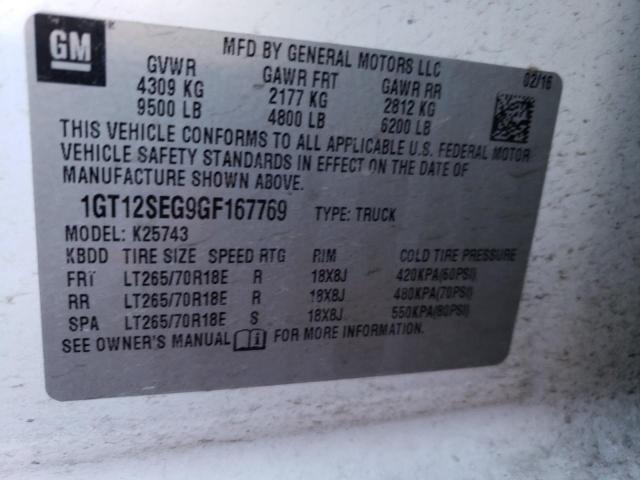 GM
MFD BY GENERAL MOTORS LLC
02/16
GVWR GAWR FRT GAWR RR
4309 KG 2177 KG 2812 KG
9500 LB 4800 LB 6200 LB
THIS VEHICLE CONFORMS TO ALL APPLICABLE U.S. FEDERAL MOTOR
VEHICLE SAFETY STANDARDS IN EFFECT ON THE DATE OF
MANUFACTURE SHOWN ABOVE.
1GT12SEG9GF167769 TYPE: TRUCK
MODEL: K25743
KBDD TIRE SIZE SPEED RTG RIM COLD TIRE PRESSURE
FRT LT265/70R18E R 18X8J 420KPA(60PSI)
RR LT265/70R18E R 18X8J 480KPA(70PSI)
SPA LT265/70R18E S 18X8J 550KPA(80PSI)
SEE OWNER'S MANUAL i FOR MORE INFORMATION.